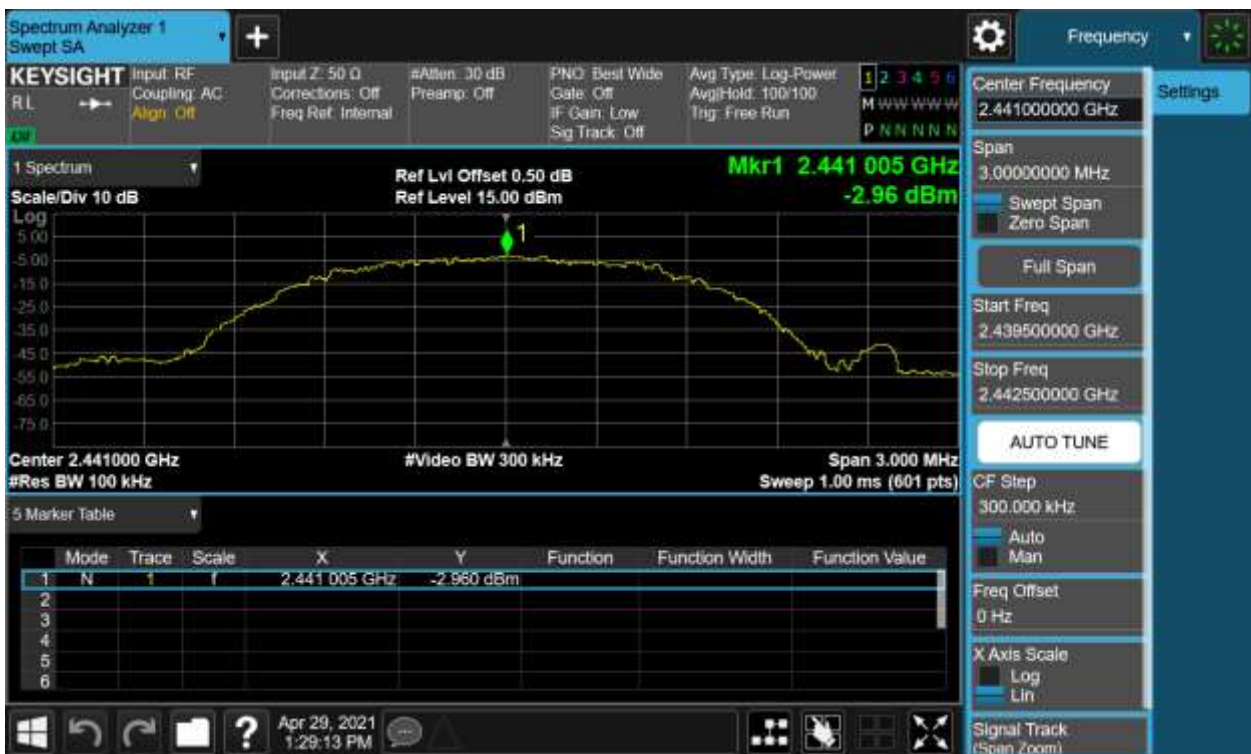 Spectrum Analyzer 1
Swept SA
+
Frequency
KEYSIGHT
RL
Input: RF
Coupling: AC
Align: Off
Input Z: 50 Ω
Corrections: Off
Freq Ref: Internal
#Atten: 30 dB
Preamp: Off
PNO: Best Wide
Gate: Off
IF Gain: Low
Sig Track: Off
Avg Type: Log-Power
Avg|Hold: 100/100
Trig: Free Run
1 2 3 4 5 6
M W W W W W
P N N N N N
1 Spectrum
Scale/Div 10 dB
Ref Lvl Offset 0.50 dB
Ref Level 15.00 dBm
Mkr1 2.441 005 GHz
-2.96 dBm
Log
5.00
-5.00
-15.0
-25.0
-35.0
-45.0
-55.0
-65.0
-75.0
1
Center 2.441000 GHz
#Res BW 100 kHz
#Video BW 300 kHz
Span 3.000 MHz
Sweep 1.00 ms (601 pts)
5 Marker Table
Mode Trace Scale X Y Function Function Width Function Value
1 N 1 f 2.441 005 GHz -2.960 dBm
2
3
4
5
6
Apr 29, 2021
1:29:13 PM
Center Frequency
2.441000000 GHz
Settings
Span
3.00000000 MHz
Swept Span
Zero Span
Full Span
Start Freq
2.439500000 GHz
Stop Freq
2.442500000 GHz
AUTO TUNE
CF Step
300.000 kHz
Auto
Man
Freq Offset
0 Hz
X Axis Scale
Log
Lin
Signal Track
(Span Zoom)